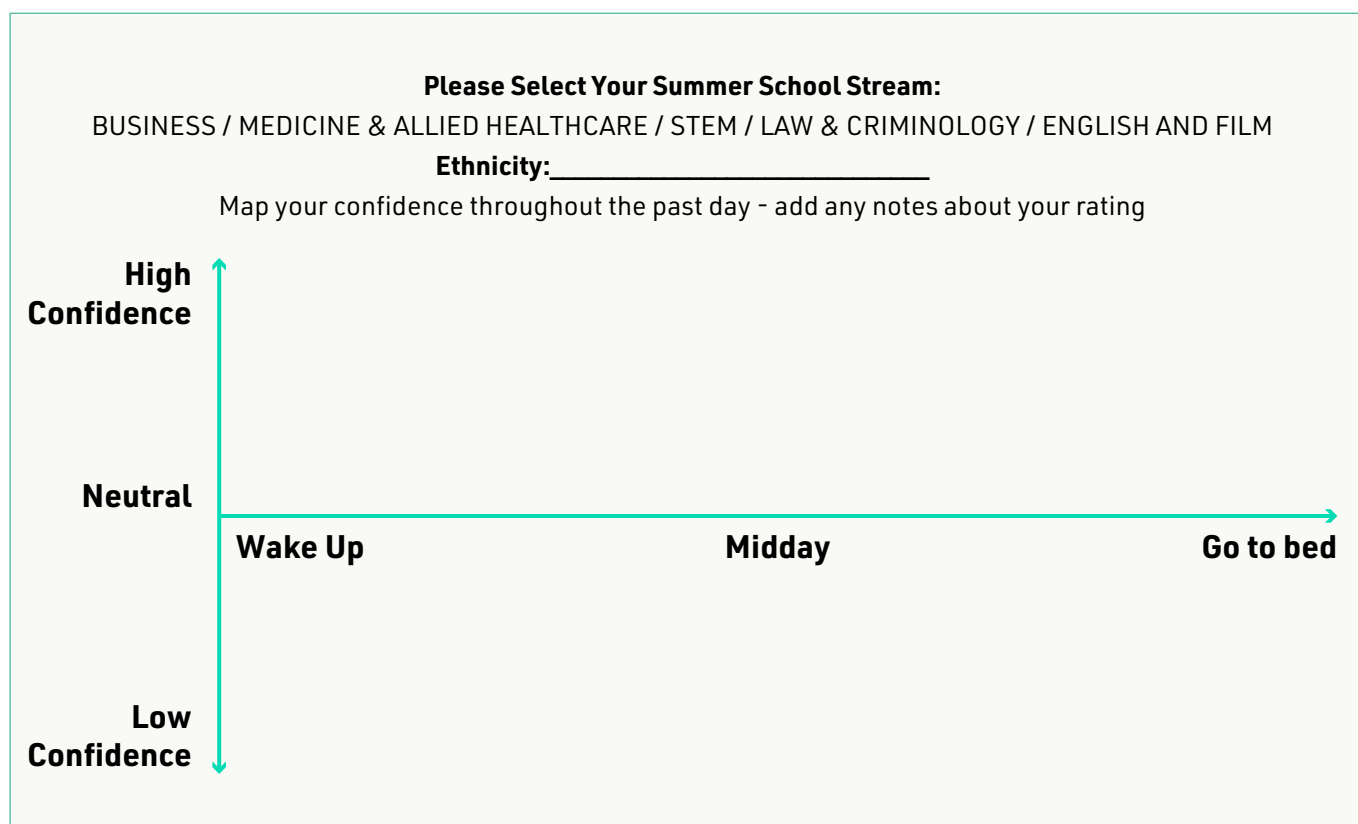 Please Select Your Summer School Stream:
BUSINESS / MEDICINE & ALLIED HEALTHCARE / STEM / LAW & CRIMINOLOGY / ENGLISH AND FILM
Ethnicity:______________________________
Map your confidence throughout the past day - add any notes about your rating
High
Confidence
Neutral
Wake Up Midday Go to bed
Low
Confidence